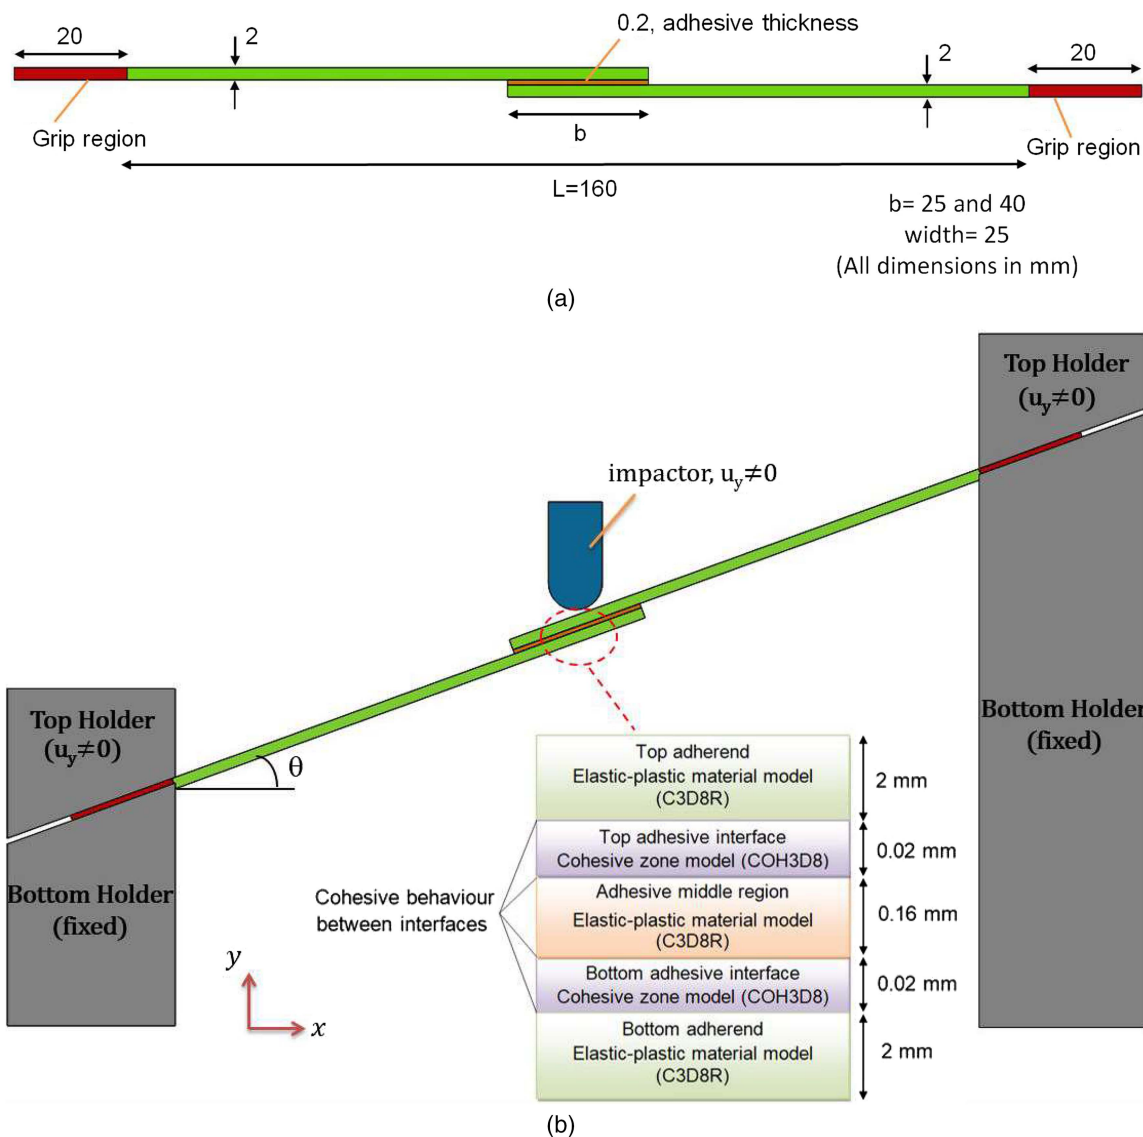 20
2
0.2, adhesive thickness
2
20
Grip region
b
Grip region
L=160
b= 25 and 40
width= 25
(All dimensions in mm)
(a)
Top Holder
(uy≠0)
impactor, uy≠0
Top Holder
(uy≠0)
θ
Bottom Holder
(fixed)
Bottom Holder
(fixed)
Top adherend
Elastic-plastic material model
(C3D8R)
2 mm
Top adhesive interface
Cohesive zone model (COH3D8)
0.02 mm
Cohesive behaviour
between interfaces
Adhesive middle region
Elastic-plastic material model
(C3D8R)
0.16 mm
Bottom adhesive interface
Cohesive zone model (COH3D8)
0.02 mm
Bottom adherend
Elastic-plastic material model
(C3D8R)
2 mm
y
x
(b)